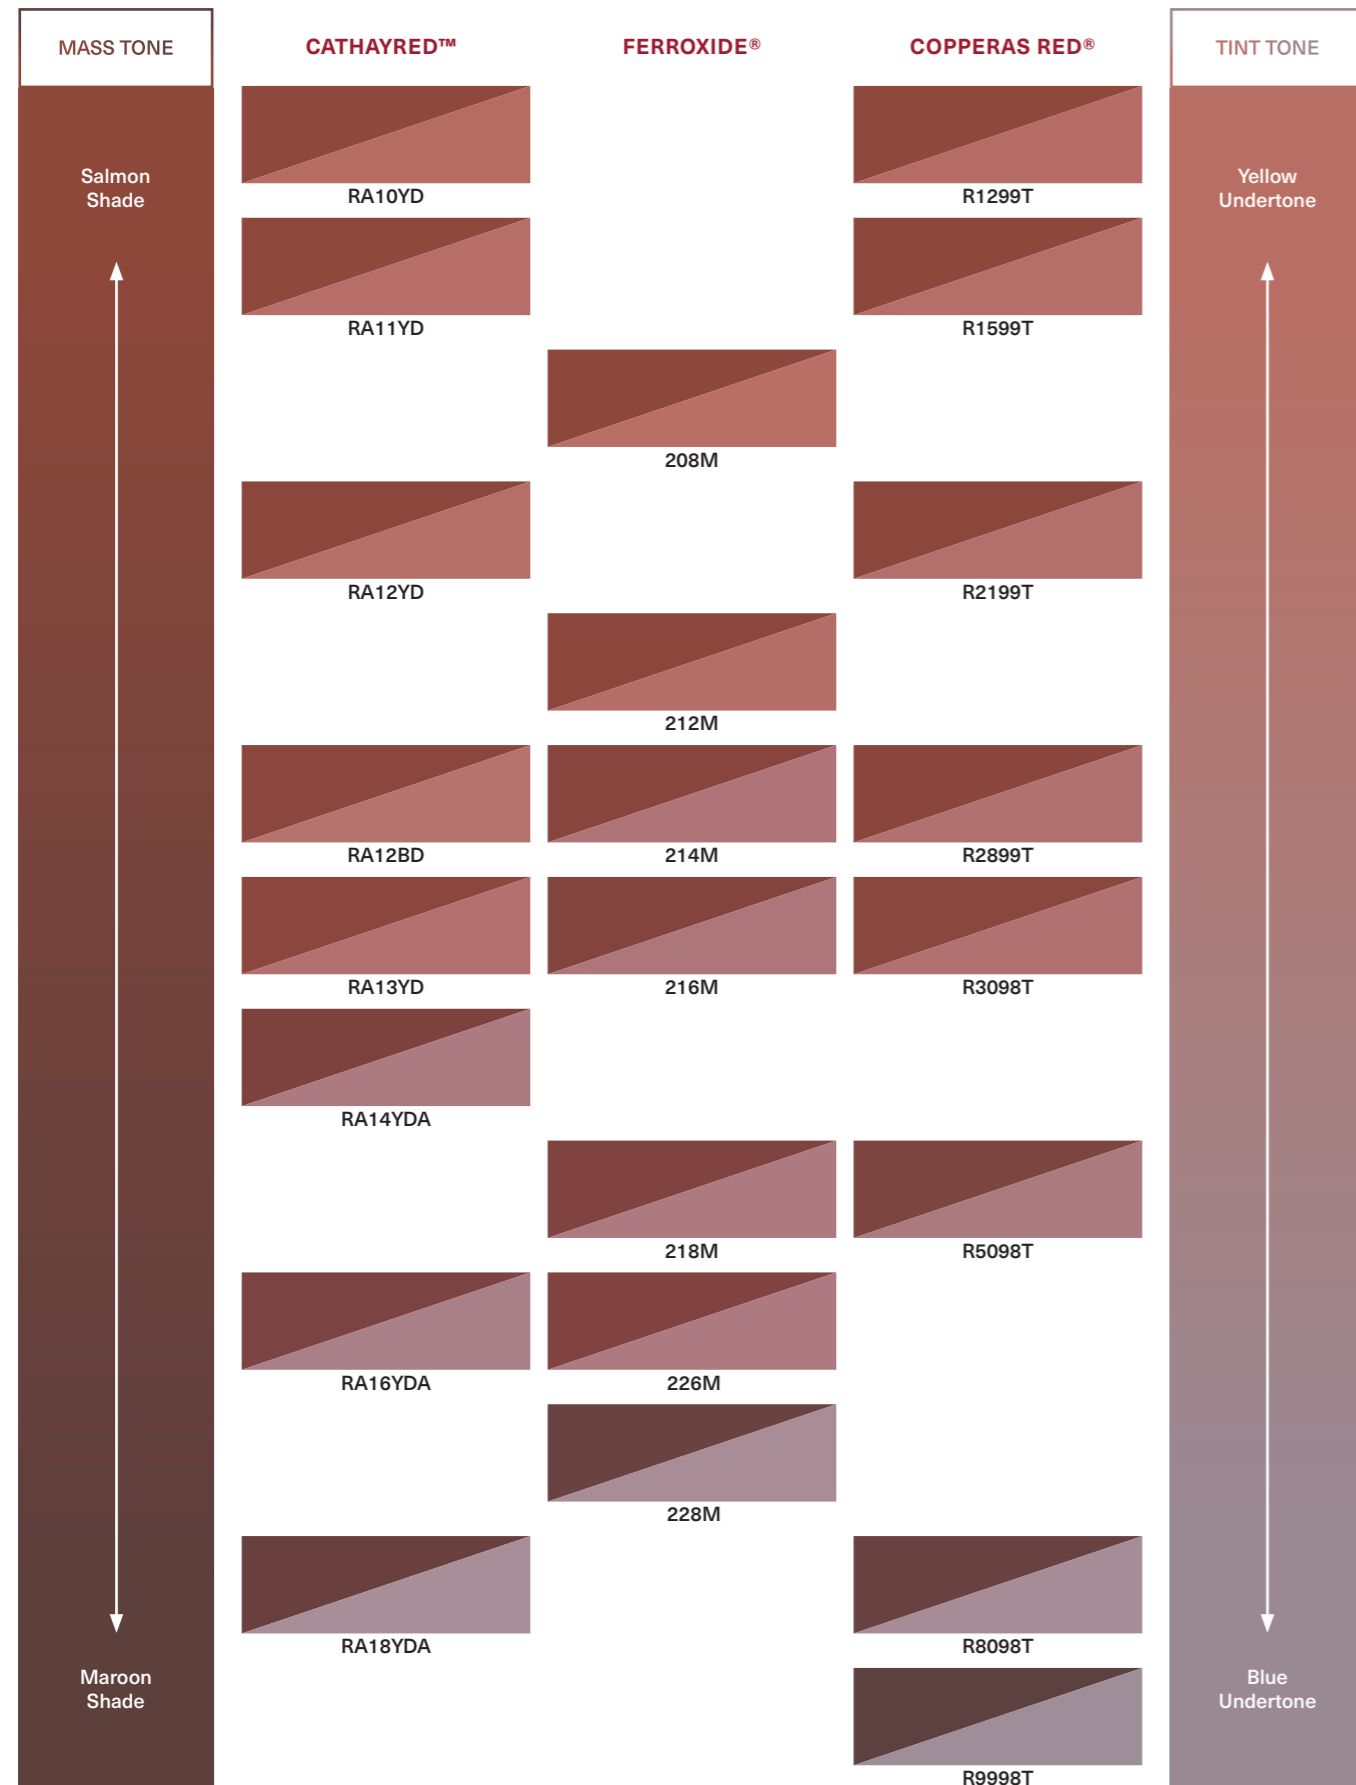 MASS TONE
CATHAYRED™
FERROXIDE®
COPPERAS RED®
TINT TONE
Salmon
Shade
Yellow
Undertone
RA10YD
R1299T
RA11YD
R1599T
208M
RA12YD
R2199T
212M
RA12BD
214M
R2899T
RA13YD
216M
R3098T
RA14YDA
218M
R5098T
RA16YDA
226M
228M
RA18YDA
R8098T
Maroon
Shade
Blue
Undertone
R9998T